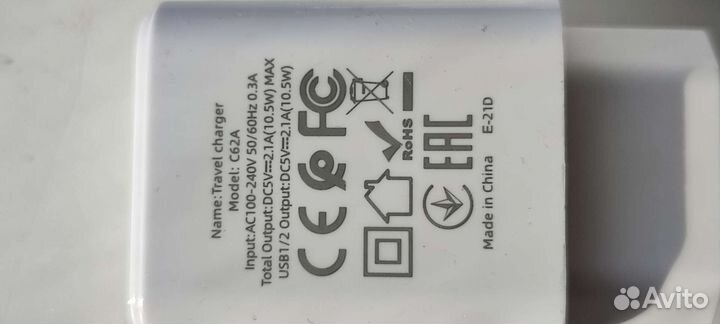 Name:Travel charger
Model: C62A
Input:AC100-240V 50/60Hz 0.3A
Total Output:DC5V⎓2.1A(10.5W) MAX
USB1/2 Output:DC5V⎓2.1A(10.5W)
CE FC
RoHS
EAC
Made in China E-21D
Avito